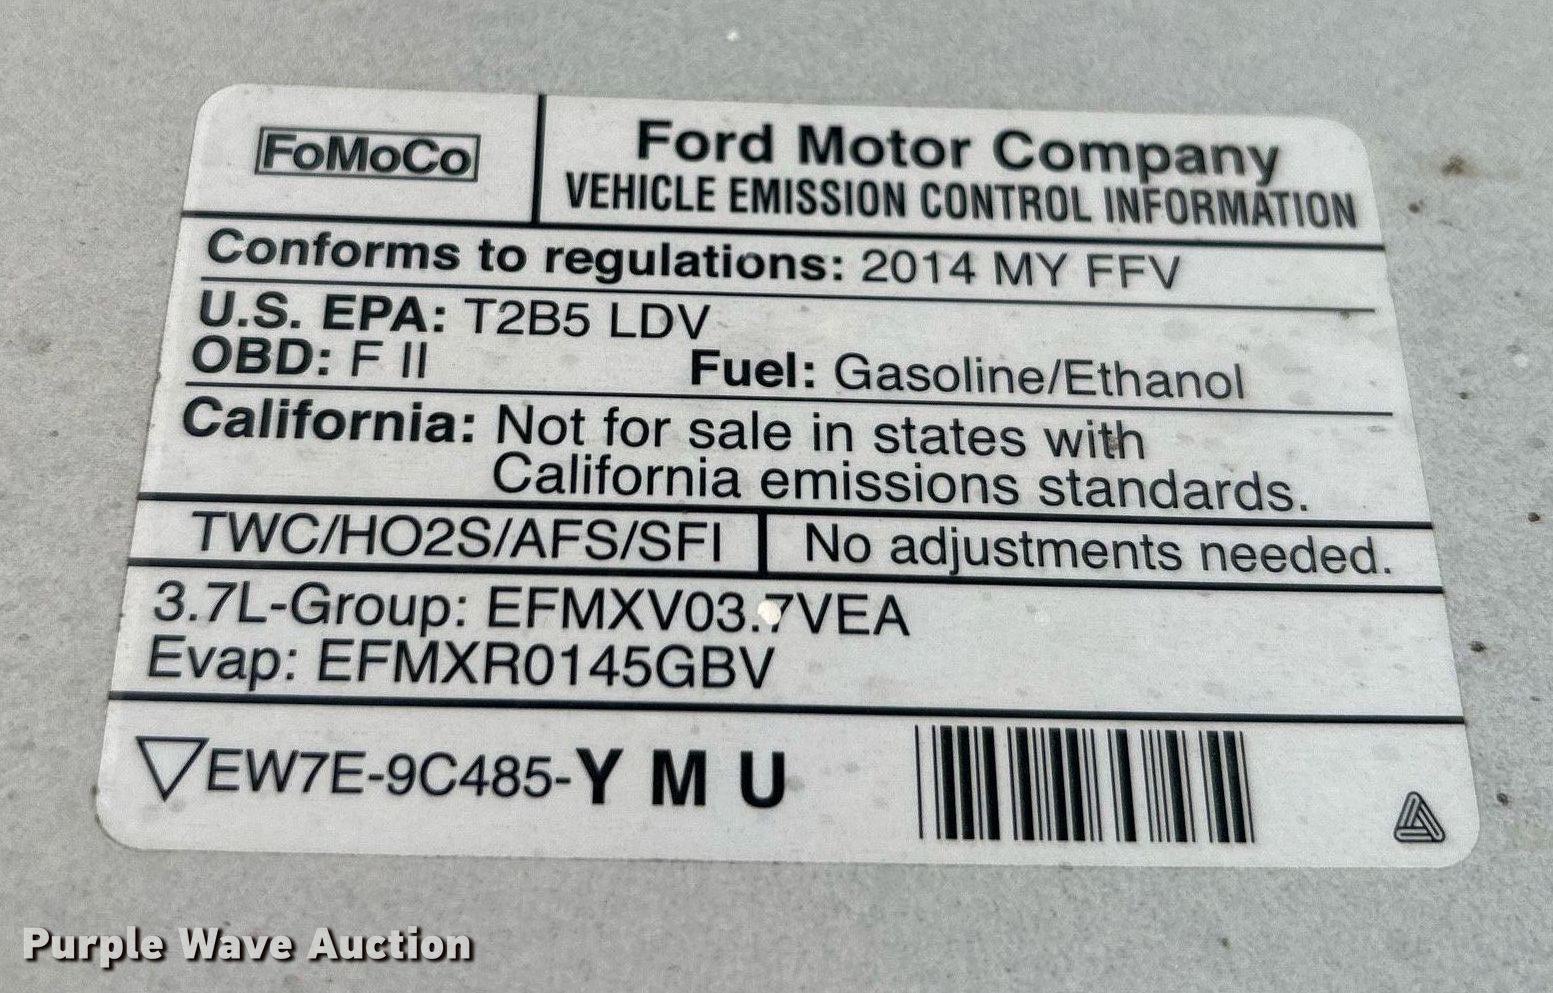 FoMoCo
Ford Motor Company
VEHICLE EMISSION CONTROL INFORMATION
Conforms to regulations: 2014 MY FFV
U.S. EPA: T2B5 LDV
OBD: F II Fuel: Gasoline/Ethanol
California: Not for sale in states with
California emissions standards.
TWC/HO2S/AFS/SFI No adjustments needed.
3.7L-Group: EFMXV03.7VEA
Evap: EFMXR0145GBV
EW7E-9C485-Y M U
Purple Wave Auction